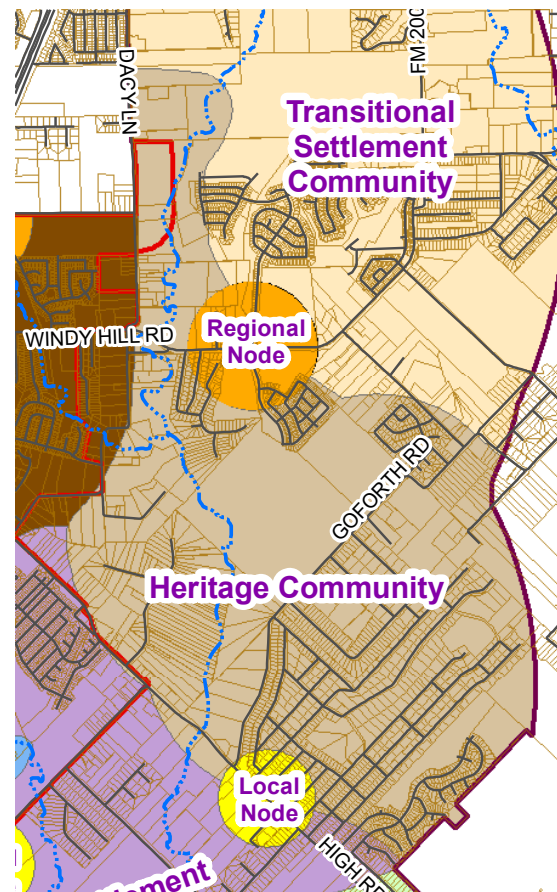 DACY LN
FM 200
Transitional
Settlement
Community
WINDY HILL RD
Regional
Node
GOFORTH RD
Heritage Community
Local
Node
HIGH RD